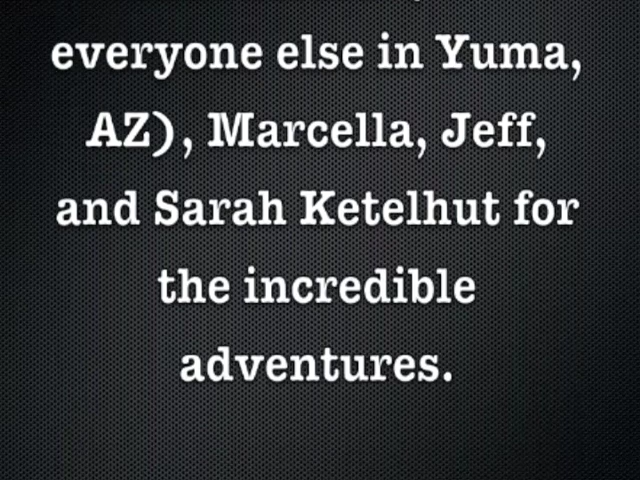 everyone else in Yuma,
AZ), Marcella, Jeff,
and Sarah Ketelhut for
the incredible
adventures.